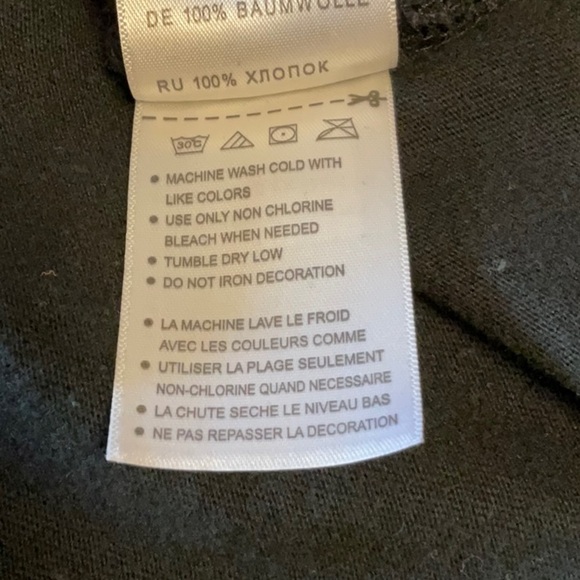 DE 100% BAUMWOLLE
RU 100% ХЛОПОК
30C
• MACHINE WASH COLD WITH
LIKE COLORS
• USE ONLY NON CHLORINE
BLEACH WHEN NEEDED
• TUMBLE DRY LOW
• DO NOT IRON DECORATION
• LA MACHINE LAVE LE FROID
AVEC LES COULEURS COMME
• UTILISER LA PLAGE SEULEMENT
NON-CHLORINE QUAND NECESSAIRE
• LA CHUTE SECHE LE NIVEAU BAS
• NE PAS REPASSER LA DECORATION